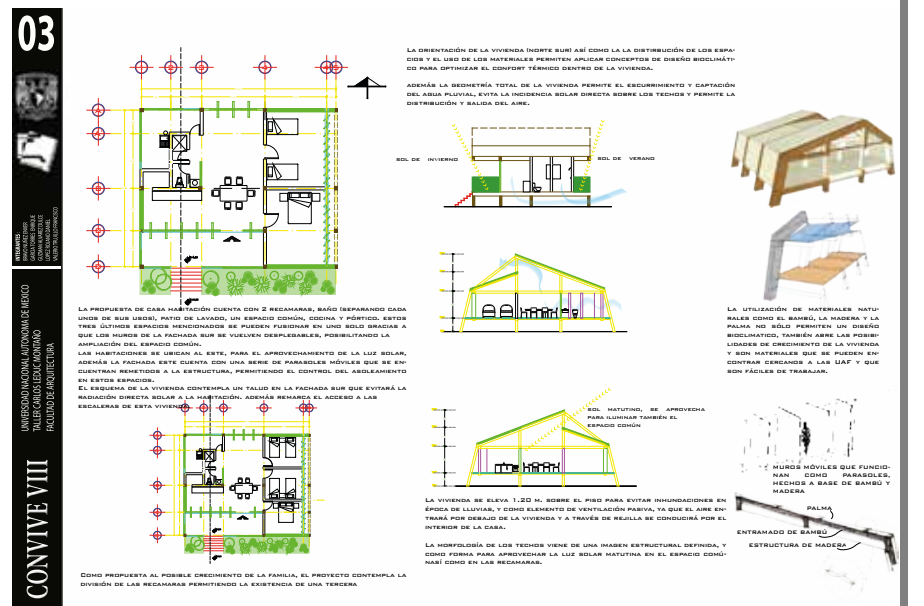 03
INTEGRANTES
UNIVERSIDAD NACIONAL AUTONOMA DE MEXICO
TALLER CARLOS LEDUC MONTAÑO
FACULTAD DE ARQUITECTURA
CONVIVE VIII
La propuesta de casa habitación cuenta con 2 recamaras, baño (separando cada
unos de sus usos), patio de lavado, un espacio común, cocina y pórtico. estos
tres últimos espacios mencionados se pueden fusionar en uno solo gracias a
que los muros de la fachada sur se vuelven desplegables, posibilitando la
ampliación del espacio común.
las habitaciones se ubican al este, para el aprovechamiento de la luz solar,
además la fachada este cuenta con una serie de parasoles móviles que se en-
cuentran remetidos a la estructura, permitiendo el control del asoleamiento
en estos espacios.
El esquema de la vivienda contempla un talud en la fachada sur que evitará la
radiación directa solar a la habitación. además remarca el acceso a las
escaleras de esta vivienda.
Como propuesta al posible crecimiento de la familia, el proyecto contempla la
división de las recamaras permitiendo la existencia de una tercera
La orientación de la vivienda (norte sur) así como la la distirbución de los espa-
cios y el uso de los materiales permiten aplicar conceptos de diseño bioclimáti-
co para optimizar el confort térmico dentro de la vivienda.
además la geometría total de la vivienda permite el escurrimiento y captación
del agua pluvial, evita la incidencia solar directa sobre los techos y permite la
distribución y salida del aire.
sol de invierno
sol de verano
sol matutino, se aprovecha
para iluminar también el
espacio común
La vivienda se eleva 1.20 m. sobre el piso para evitar inhundaciones en
época de lluvias, y como elemento de ventilación pasiva, ya que el aire en-
trará por debajo de la vivienda y a través de rejilla se conducirá por el
interior de la casa.
La morfología de los techos viene de una imagen estructural definida, y
como forma para aprovechar la luz solar matutina en el espacio comú-
nasí como en las recamaras.
La utilización de materiales natu-
rales como el bambú, la madera y la
palma no sólo permiten un diseño
bioclimatico, también abre las posibi-
lidades de crecimiento de la vivienda
y son materiales que se pueden en-
contrar cercanos a las UAF y que
son fáciles de trabajar.
muros móviles que funcio-
nan como parasoles,
hechos a base de bambú y
madera
palma
entramado de bambú
estructura de madera